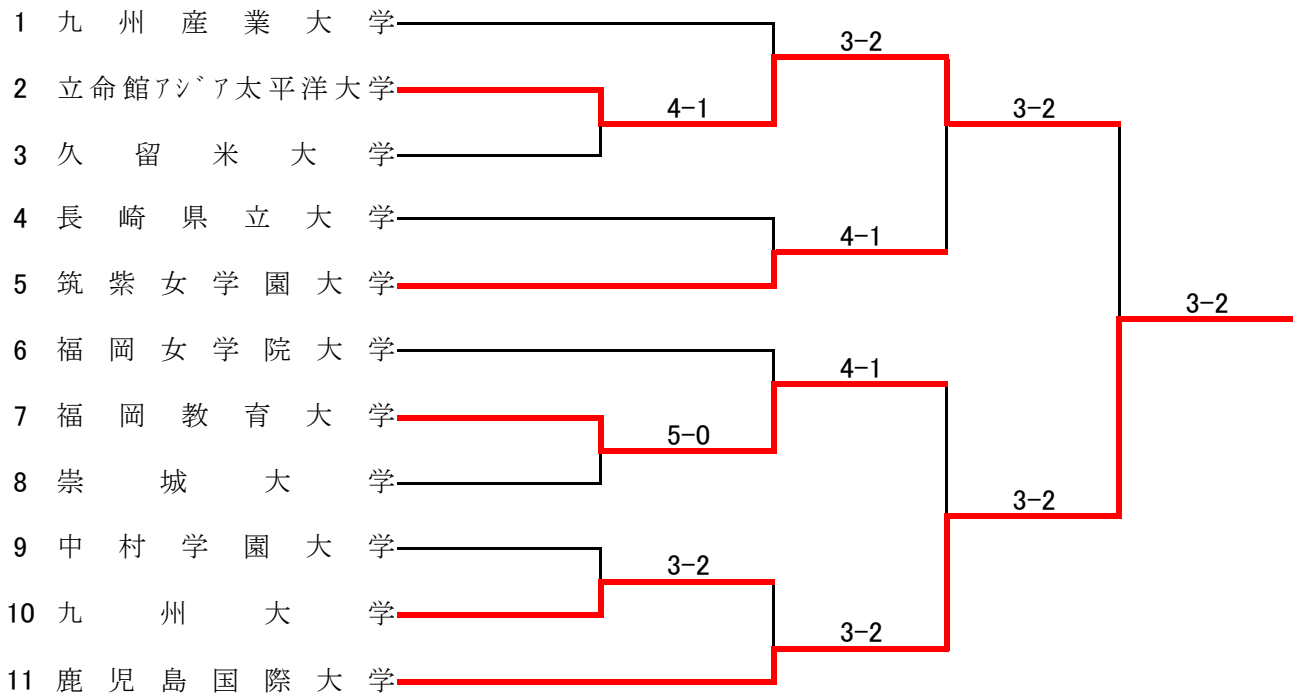 1 九州産業大学
3-2
2 立命館アジア太平洋大学
4-1
3-2
3 久留米大学
4 長崎県立大学
4-1
5 筑紫女学園大学
3-2
6 福岡女学院大学
4-1
7 福岡教育大学
5-0
8 崇城大学
3-2
9 中村学園大学
3-2
10 九州大学
3-2
11 鹿児島国際大学